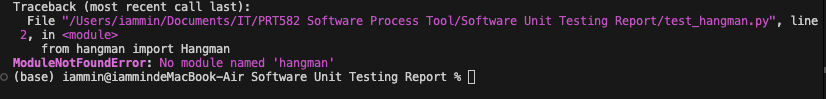 Traceback (most recent call last):
File "/Users/iammin/Documents/IT/PRT582 Software Process Tool/Software Unit Testing Report/test_hangman.py", line
2, in <module>
from hangman import Hangman
ModuleNotFoundError: No module named 'hangman'
(base) iammin@iammindeMacBook-Air Software Unit Testing Report %